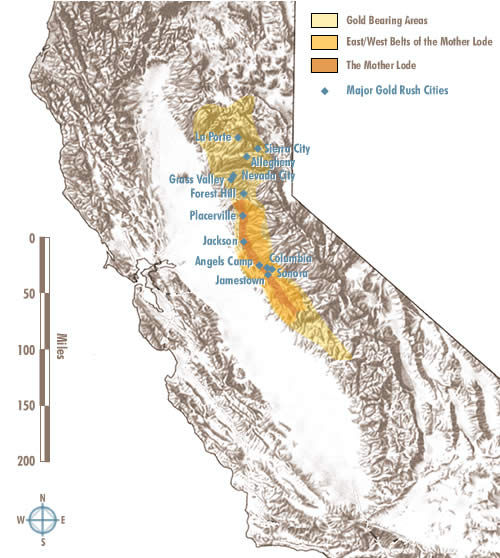 Gold Bearing Areas
East/West Belts of the Mother Lode
The Mother Lode
Major Gold Rush Cities
La Porte
Sierra City
Allegheny
Nevada City
Grass Valley
Forest Hill
Placerville
Jackson
Angels Camp
Columbia
Sonora
Jamestown
0
50
100
150
200
Miles
N
W
E
S